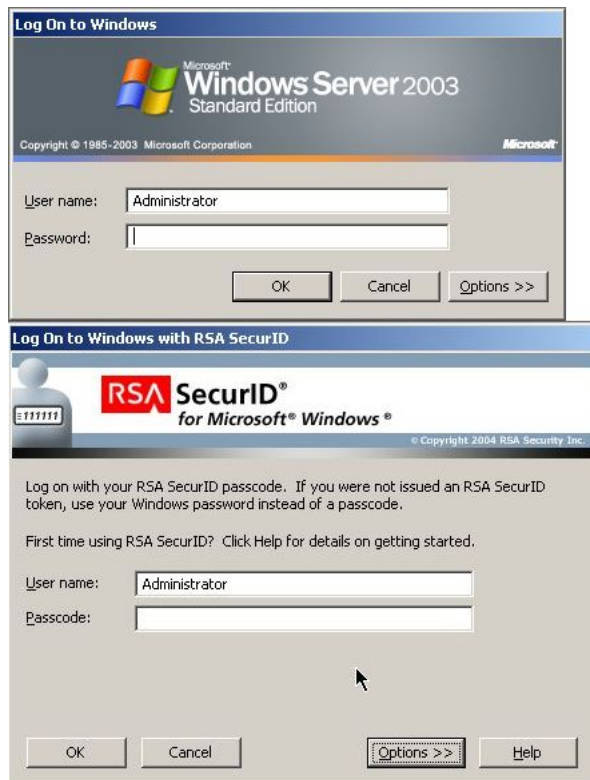 Log On to Windows
Microsoft
Windows Server 2003
Standard Edition
Copyright © 1985-2003 Microsoft Corporation Microsoft
User name: Administrator
Password:
OK Cancel Options >>
Log On to Windows with RSA SecurID
RSA SecurID®
for Microsoft® Windows ®
:111111
© Copyright 2004 RSA Security Inc.
Log on with your RSA SecurID passcode. If you were not issued an RSA SecurID
token, use your Windows password instead of a passcode.
First time using RSA SecurID? Click Help for details on getting started.
User name: Administrator
Passcode:
OK Cancel Options >> Help